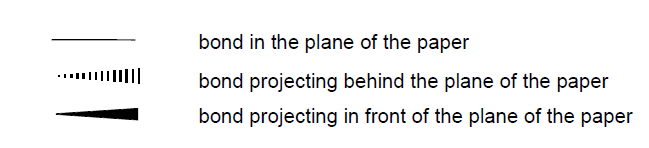 bond in the plane of the paper
bond projecting behind the plane of the paper
bond projecting in front of the plane of the paper